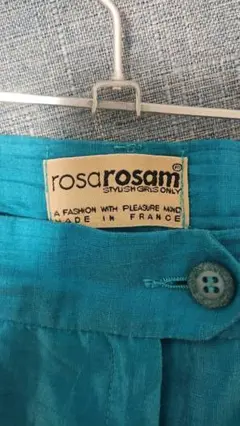 rosarosam®
STYLISH GIRLS ONLY
A FASHION WITH PLEASURE MIND
MADE IN FRANCE